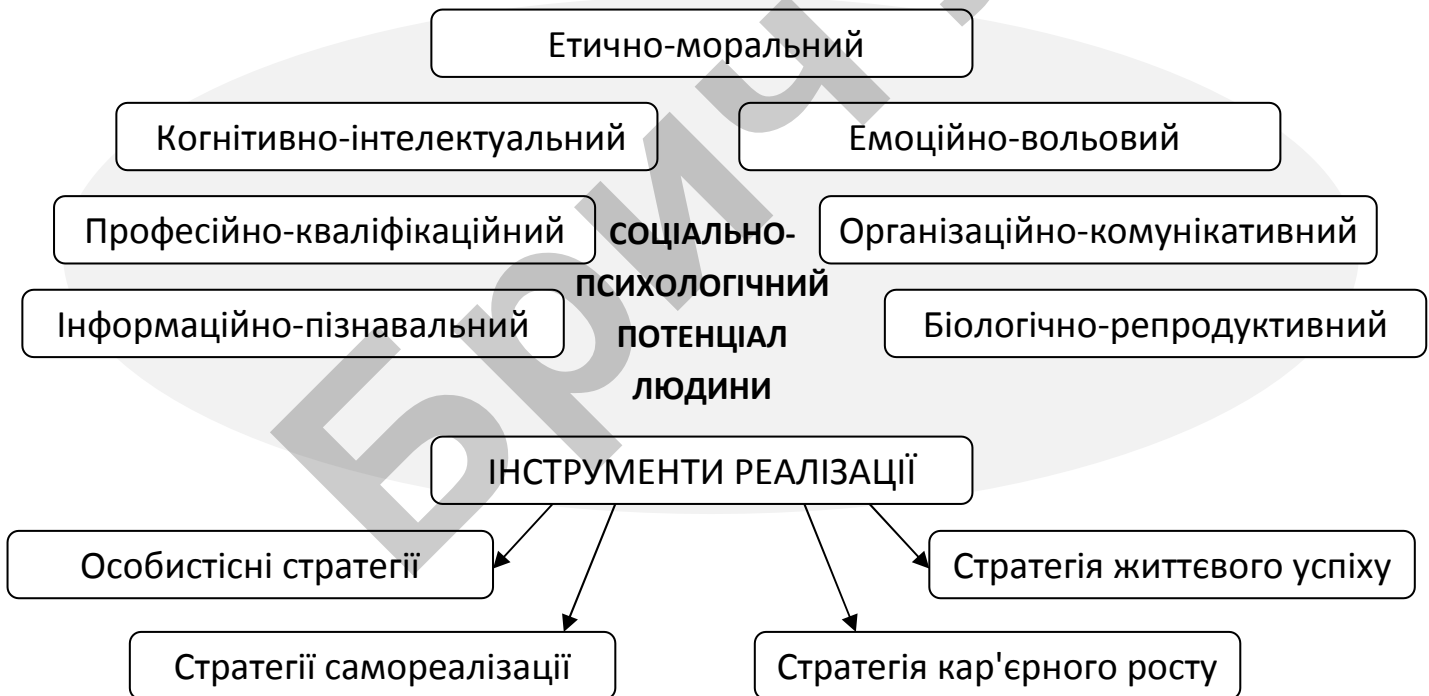 Етично-моральний
Когнітивно-інтелектуальний
Емоційно-вольовий
Професійно-кваліфікаційний
Організаційно-комунікативний
Інформаційно-пізнавальний
Біологічно-репродуктивний
СОЦІАЛЬНО-
ПСИХОЛОГІЧНИЙ
ПОТЕНЦІАЛ
ЛЮДИНИ
ІНСТРУМЕНТИ РЕАЛІЗАЦІЇ
Особистісні стратегії
Стратегія життєвого успіху
Стратегії самореалізації
Стратегія кар'єрного росту
Брич